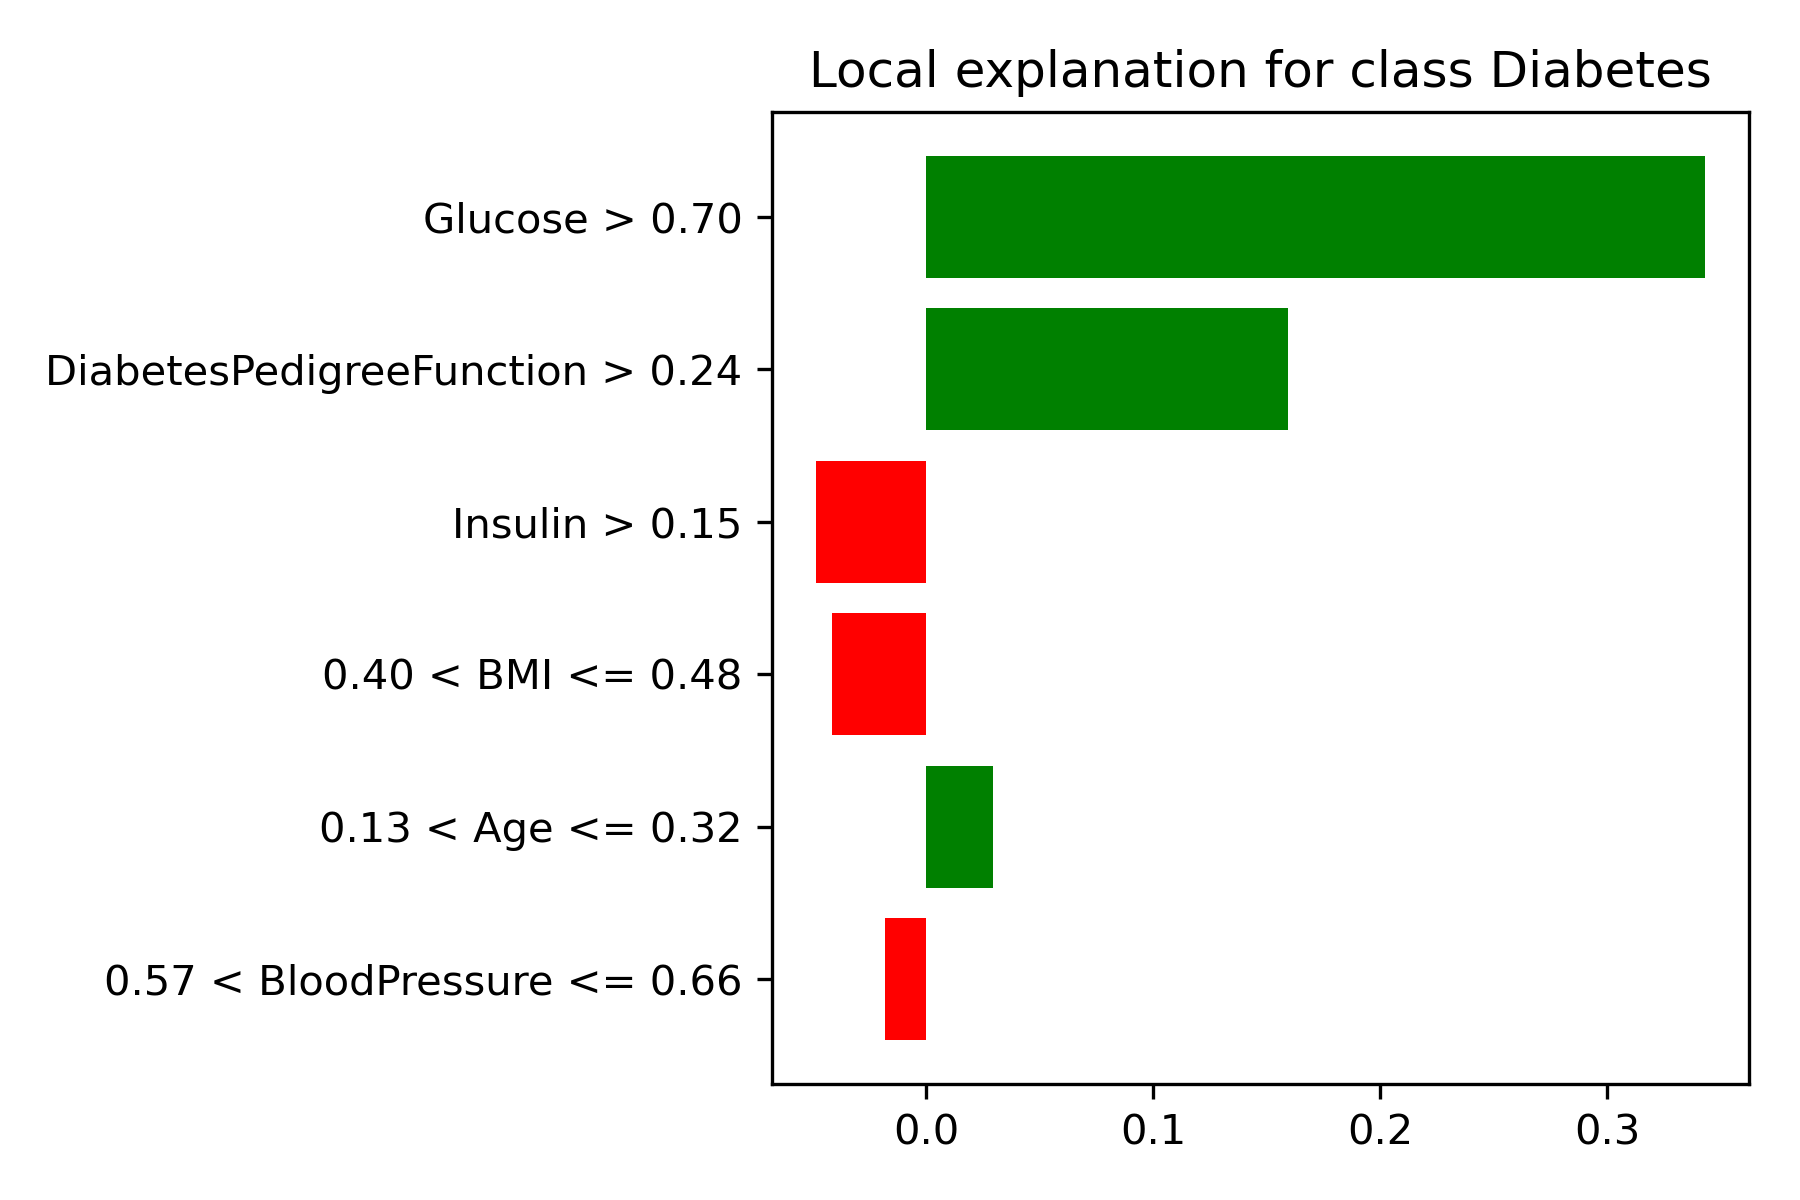 Local explanation for class Diabetes
Glucose > 0.70
DiabetesPedigreeFunction > 0.24
Insulin > 0.15
0.40 < BMI <= 0.48
0.13 < Age <= 0.32
0.57 < BloodPressure <= 0.66
0.0 0.1 0.2 0.3